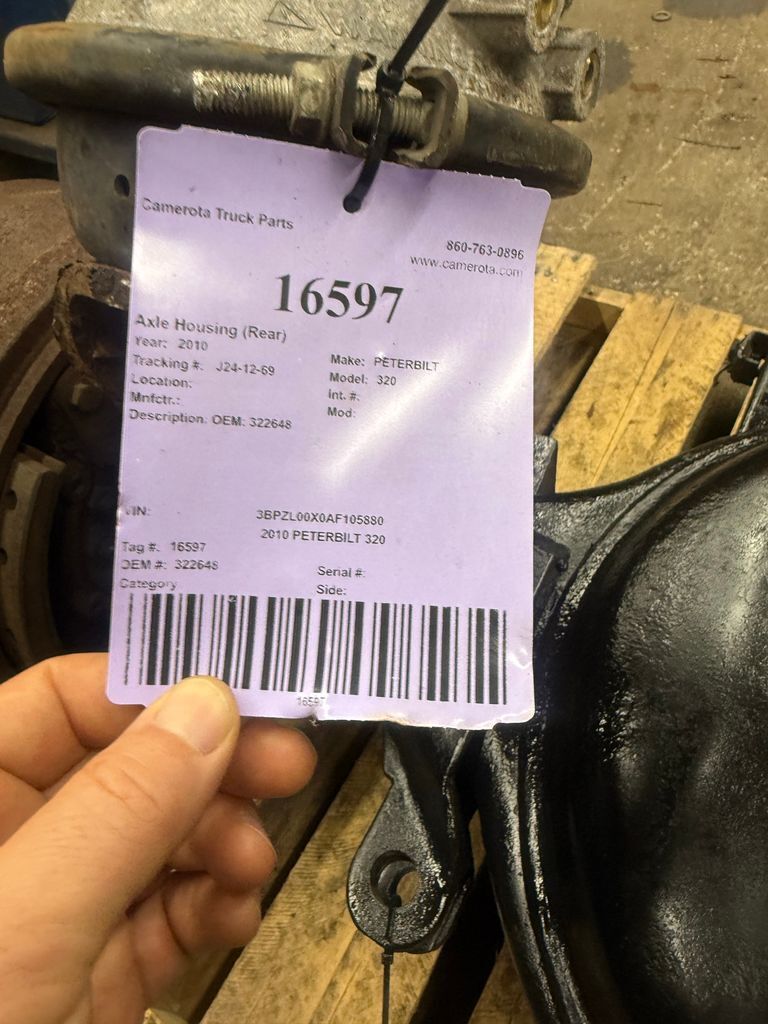 Camerota Truck Parts
860-763-0896
www.camerota.com
16597
Axle Housing (Rear)
Year: 2010
Make: PETERBILT
Tracking #: J24-12-69
Model: 320
Location:
Int. #:
Mnfctr.:
Mod:
Description: OEM: 322648
VIN: 3BPZL00X0AF105880
2010 PETERBILT 320
Tag #: 16597
OEM #: 322648
Serial #:
Category
Side:
16597